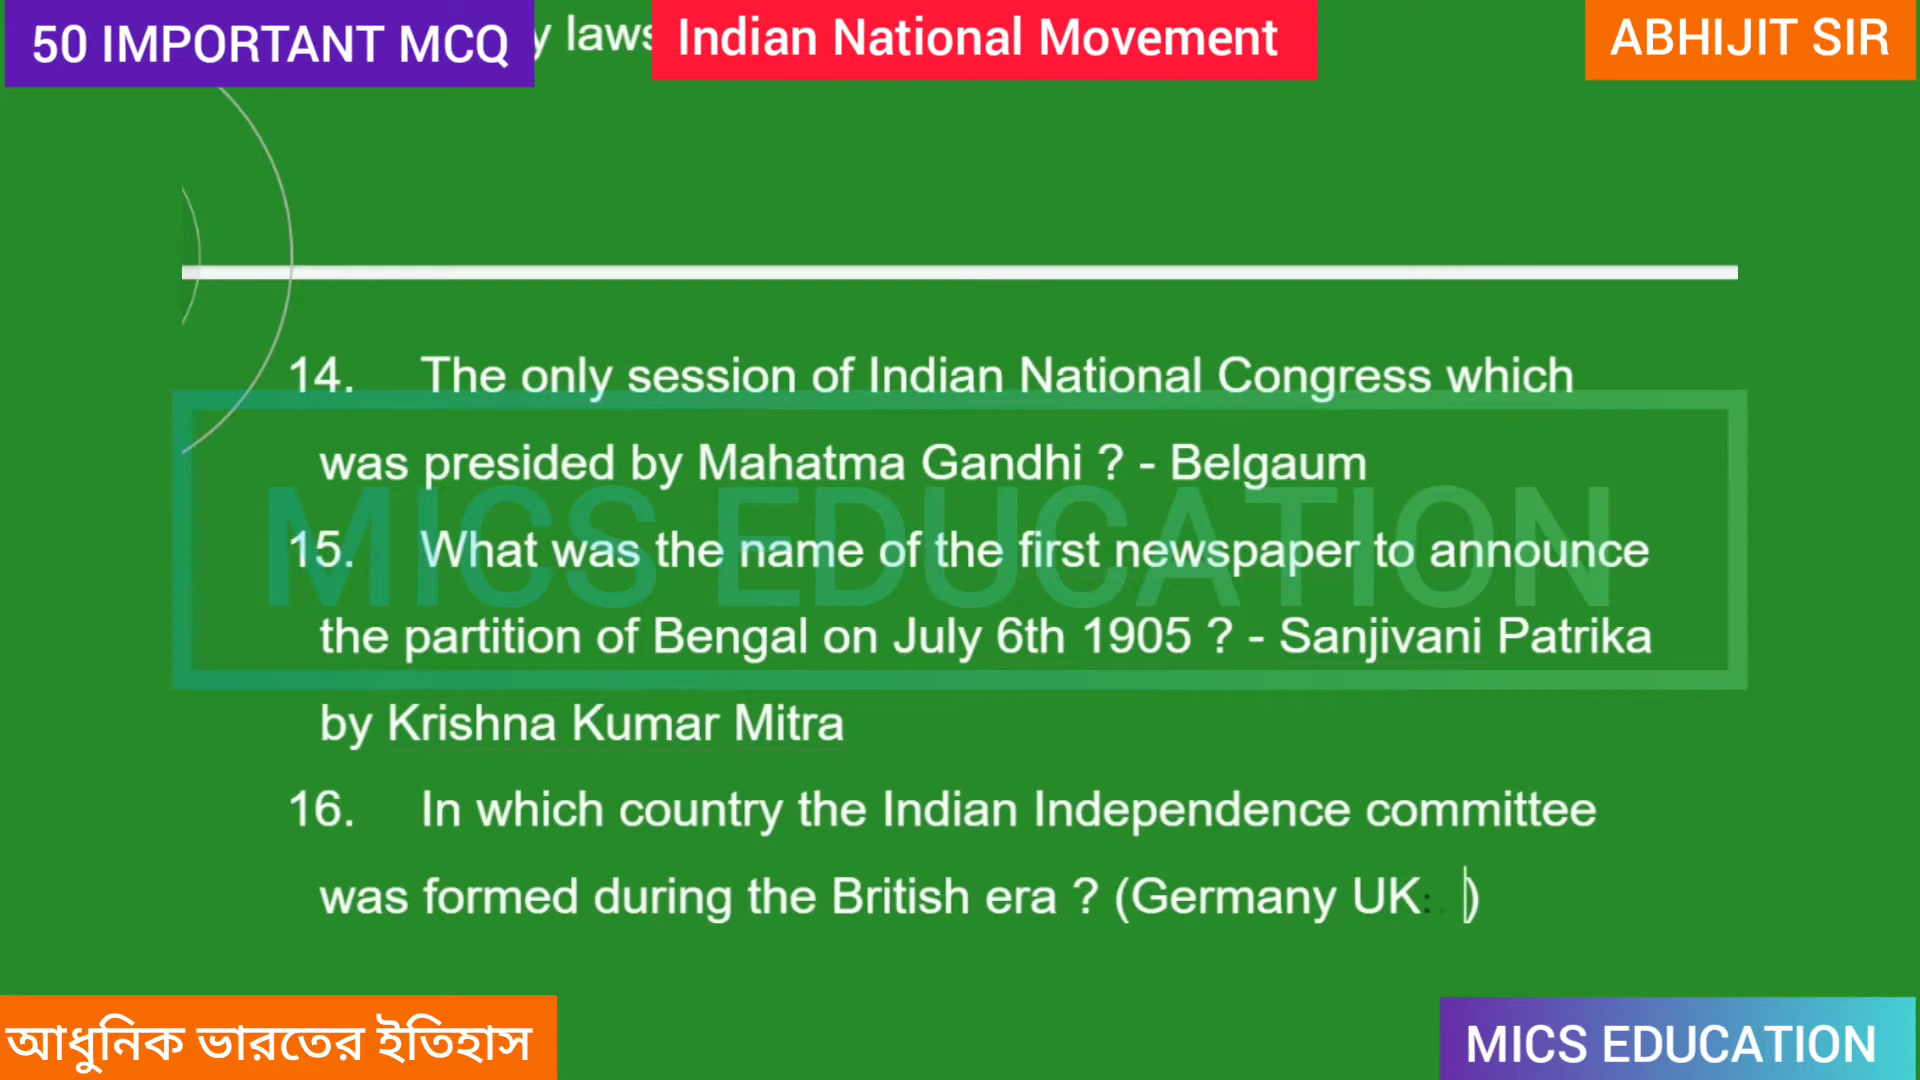 50 IMPORTANT MCQ
y laws
Indian National Movement
ABHIJIT SIR
14. The only session of Indian National Congress which
was presided by Mahatma Gandhi ? - Belgaum
MICS EDUCATION
15. What was the name of the first newspaper to announce
the partition of Bengal on July 6th 1905 ? - Sanjivani Patrika
by Krishna Kumar Mitra
16. In which country the Indian Independence committee
was formed during the British era ? (Germany UK )
আধুনিক ভারতের ইতিহাস
MICS EDUCATION